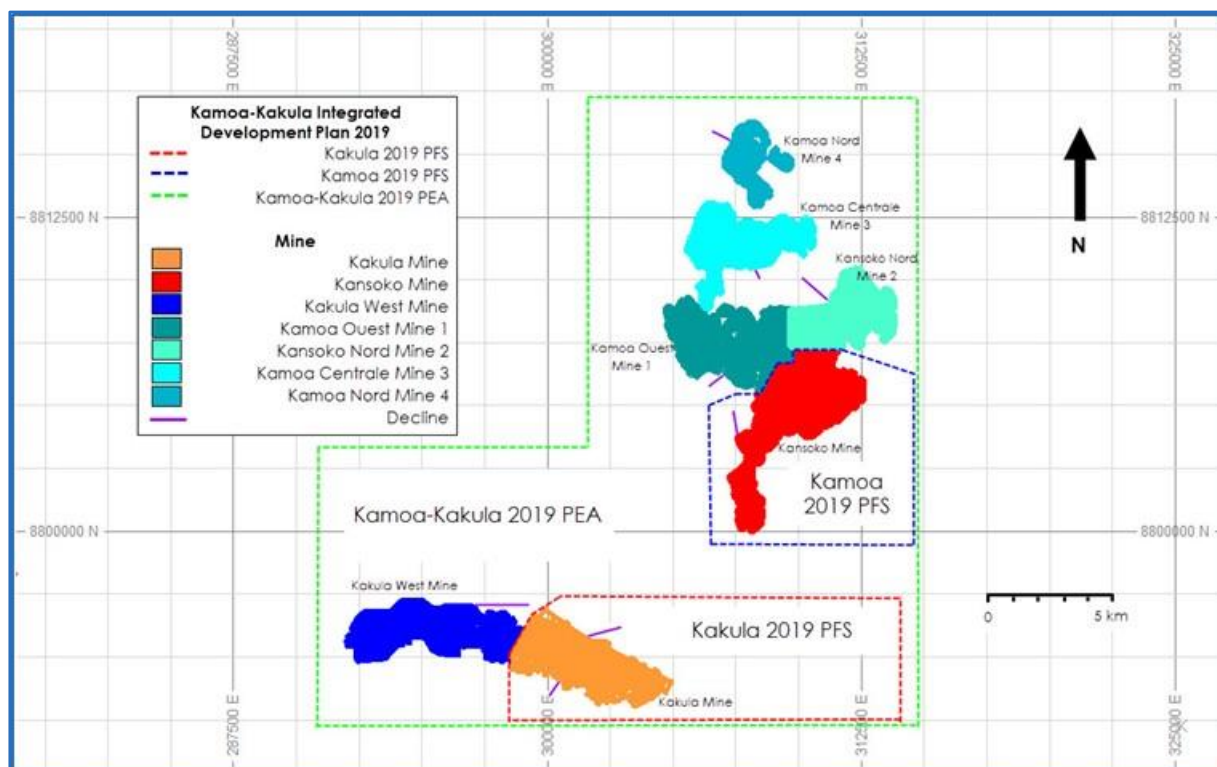 287500 E
300000 E
312500 E
325000 E
Kamoa-Kakula Integrated
Development Plan 2019
Kakula 2019 PFS
Kamoa 2019 PFS
Kamoa-Kakula 2019 PEA
Mine
Kakula Mine
Kansoko Mine
Kakula West Mine
Kamoa Ouest Mine 1
Kansoko Nord Mine 2
Kamoa Centrale Mine 3
Kamoa Nord Mine 4
Decline
Kamoa Nord
Mine 4
8812500 N
Kamoa Centrale
Mine 3
8812500 N
N
Kansoko Nord
Mine 2
Kamoa Ouest
Mine 1
Kansoko Mine
Kamoa
2019 PFS
Kamoa-Kakula 2019 PEA
8800000 N
8800000 N
Kakula West Mine
0 5 km
Kakula 2019 PFS
Kakula Mine
287500 E
300000 E
312500 E
325000 E